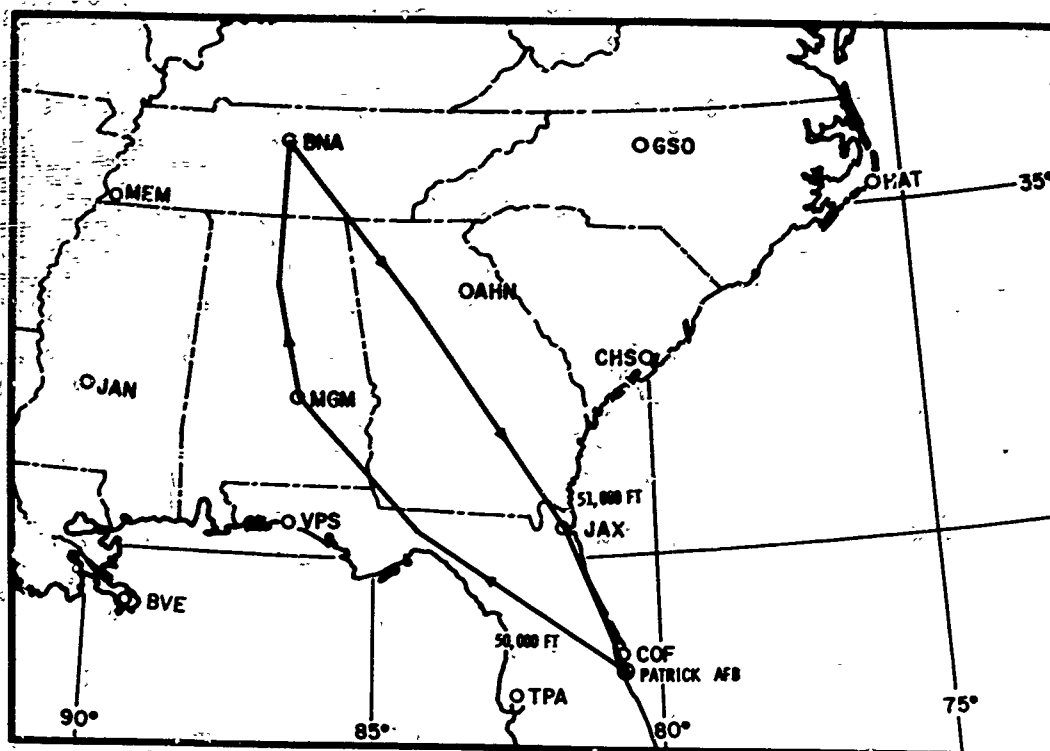 BNA
GSO
MEM
HAT
35°
AHN
CHS
JAN
MGM
51,000 FT
VPS
JAX
BVE
50,000 FT
COF
PATRICK AFB
TPA
90°
85°
80°
75°